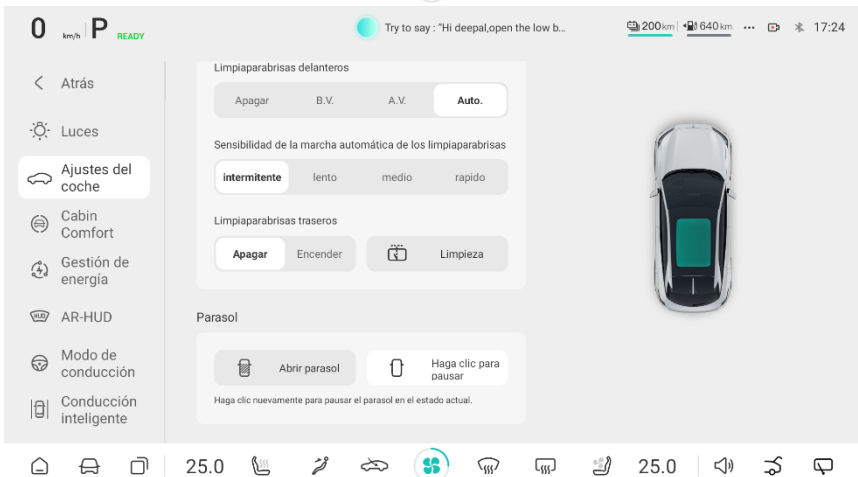 0 km/h P READY
Try to say : "Hi deepal,open the low b...
200km 640km ... 17:24
Atrás
Luces
Ajustes del
coche
Cabin
Comfort
Gestión de
energía
HUD AR-HUD
Modo de
conducción
Conducción
inteligente
Limpiaparabrisas delanteros
Apagar B.V. A.V. Auto.
Sensibilidad de la marcha automática de los limpiaparabrisas
intermitente lento medio rapido
Limpiaparabrisas traseros
Apagar Encender Limpieza
Parasol
Abrir parasol
Haga clic para
pausar
Haga clic nuevamente para pausar el parasol en el estado actual.
25.0 25.0